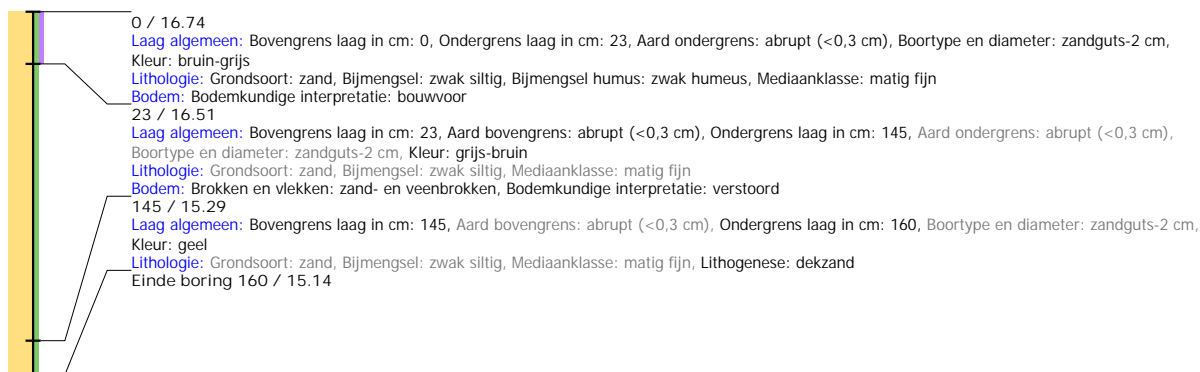 0 / 16.74
Laag algemeen: Bovengrens laag in cm: 0, Ondergrens laag in cm: 23, Aard ondergrens: abrupt (<0,3 cm), Boortype en diameter: zandguts-2 cm,
Kleur: bruin-grijs
Lithologie: Grondsoort: zand, Bijmengsel: zwak siltig, Bijmengsel humus: zwak humeus, Mediaanklasse: matig fijn
Bodem: Bodemkundige interpretatie: bouwvoor
23 / 16.51
Laag algemeen: Bovengrens laag in cm: 23, Aard bovengrens: abrupt (<0,3 cm), Ondergrens laag in cm: 145, Aard ondergrens: abrupt (<0,3 cm),
Boortype en diameter: zandguts-2 cm, Kleur: grijs-bruin
Lithologie: Grondsoort: zand, Bijmengsel: zwak siltig, Mediaanklasse: matig fijn
Bodem: Brokken en vlekken: zand- en veenbrokken, Bodemkundige interpretatie: verstoord
145 / 15.29
Laag algemeen: Bovengrens laag in cm: 145, Aard bovengrens: abrupt (<0,3 cm), Ondergrens laag in cm: 160, Boortype en diameter: zandguts-2 cm,
Kleur: geel
Lithologie: Grondsoort: zand, Bijmengsel: zwak siltig, Mediaanklasse: matig fijn, Lithogenese: dekzand
Einde boring 160 / 15.14